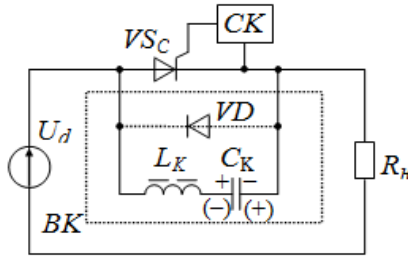 CK
VS_C
U_d
VD
L_K C_K
+ −
(−) (+)
R_н
BK